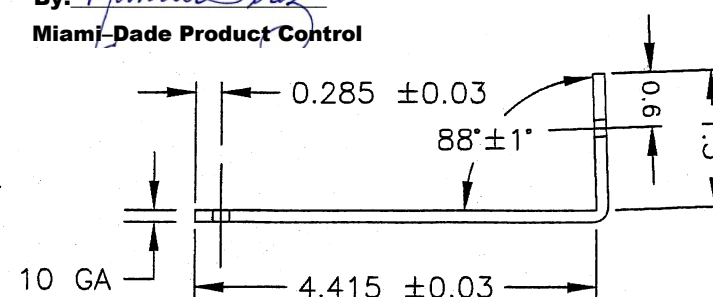 By:
Miami–Dade Product Control
0.285 ±0.03
0.6
88°±1°
10 GA
4.415 ±0.03